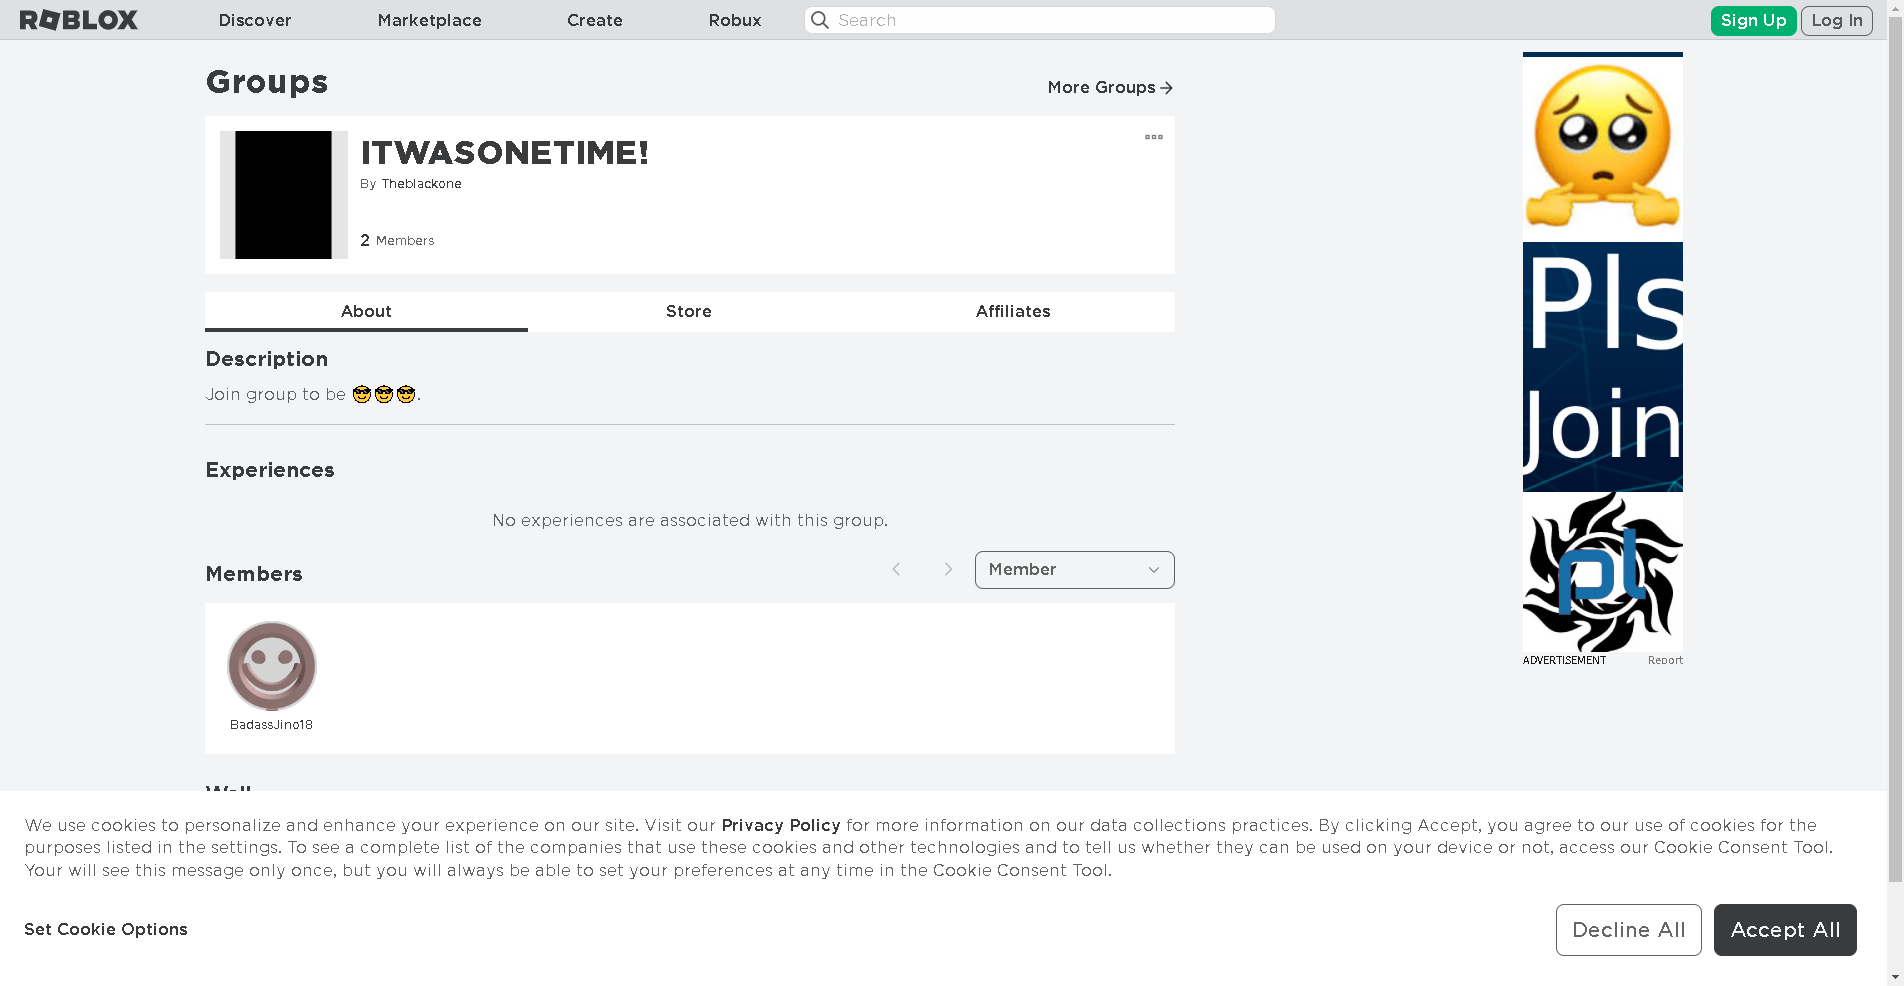 ROBLOX
Discover
Marketplace
Create
Robux
Search
Sign Up
Log In
Groups
More Groups
ITWASONETIME!
By Theblackone
2 Members
About
Store
Affiliates
Description
Join group to be 😎😎😎.
Experiences
No experiences are associated with this group.
Members
Member
BadassJino18
Pls
Join
pl
ADVERTISEMENT
Report
We use cookies to personalize and enhance your experience on our site. Visit our Privacy Policy for more information on our data collections practices. By clicking Accept, you agree to our use of cookies for the
purposes listed in the settings. To see a complete list of the companies that use these cookies and other technologies and to tell us whether they can be used on your device or not, access our Cookie Consent Tool.
Your will see this message only once, but you will always be able to set your preferences at any time in the Cookie Consent Tool.
Set Cookie Options
Decline All
Accept All